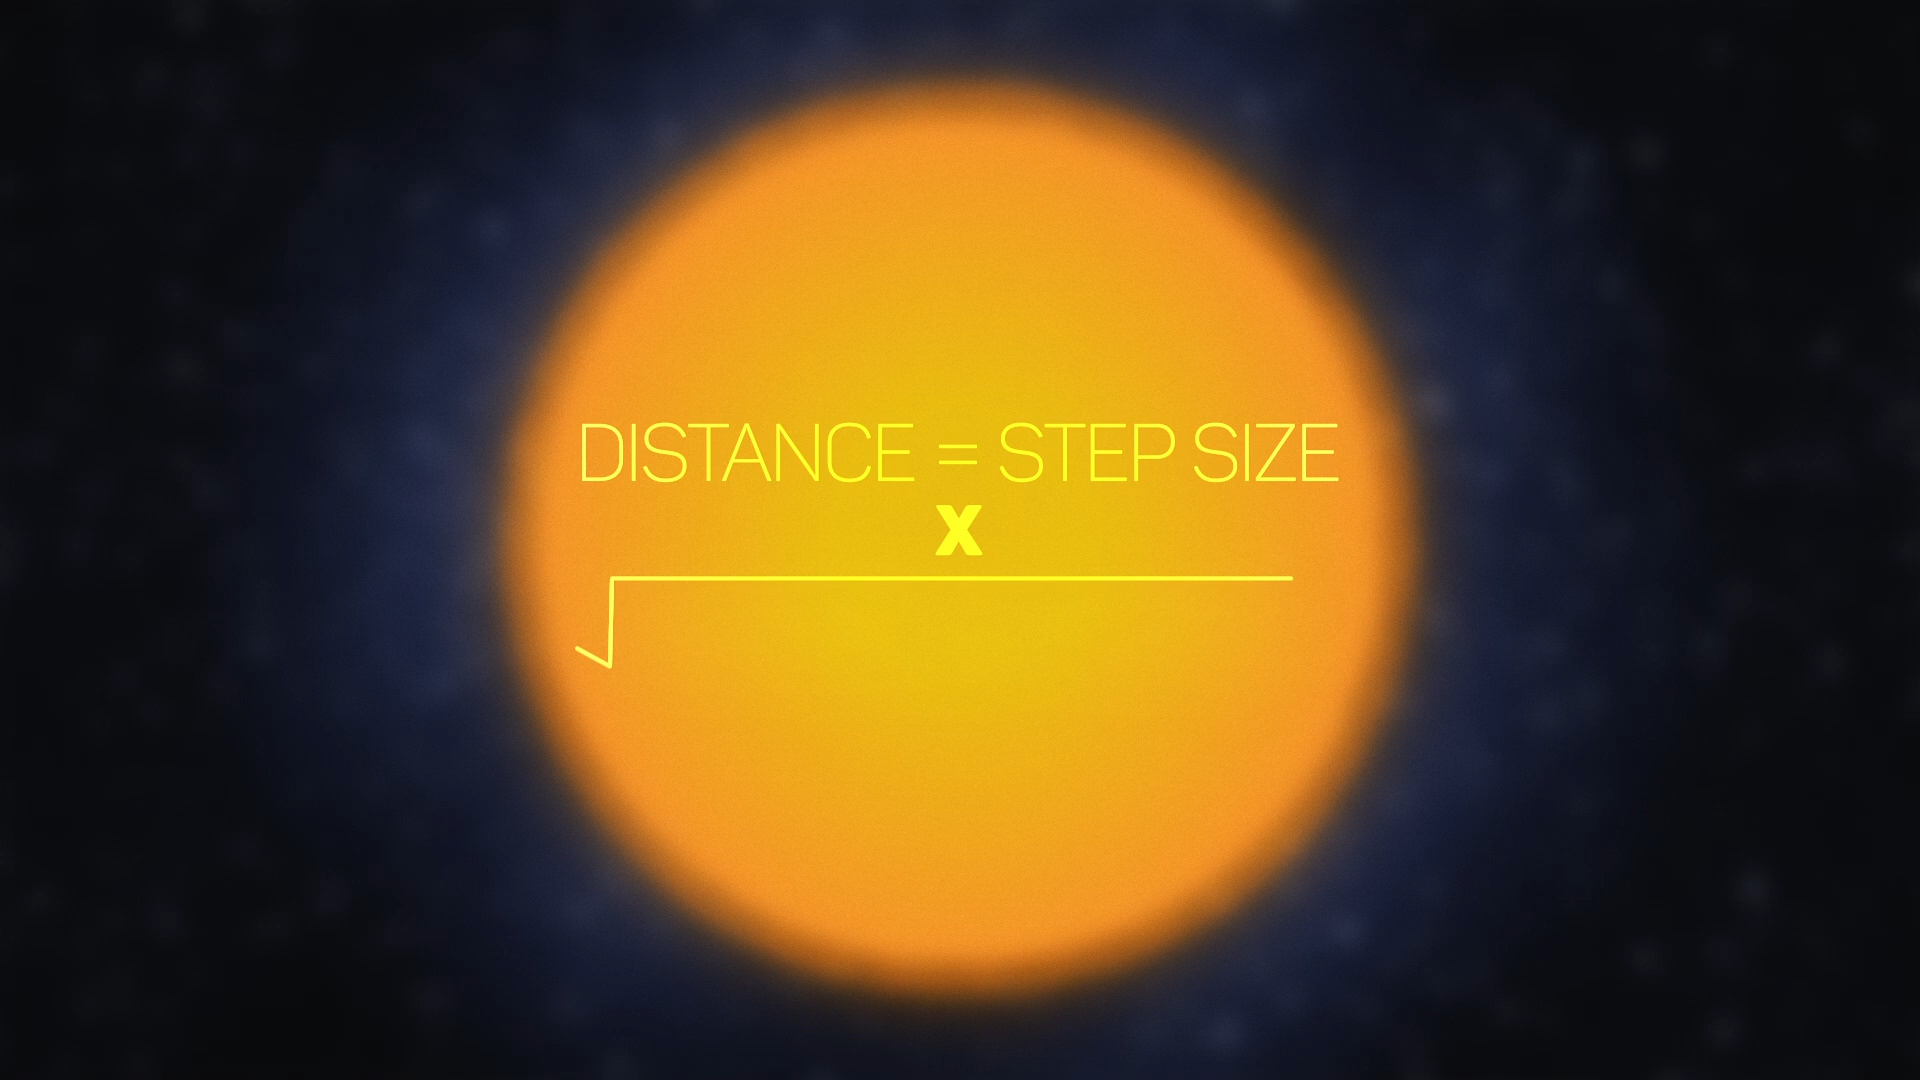 DISTANCE = STEP SIZE
X
√